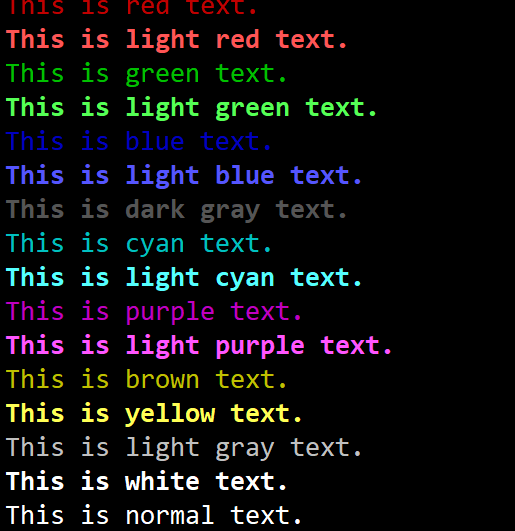 This is red text.
This is light red text.
This is green text.
This is light green text.
This is blue text.
This is light blue text.
This is dark gray text.
This is cyan text.
This is light cyan text.
This is purple text.
This is light purple text.
This is brown text.
This is yellow text.
This is light gray text.
This is white text.
This is normal text.